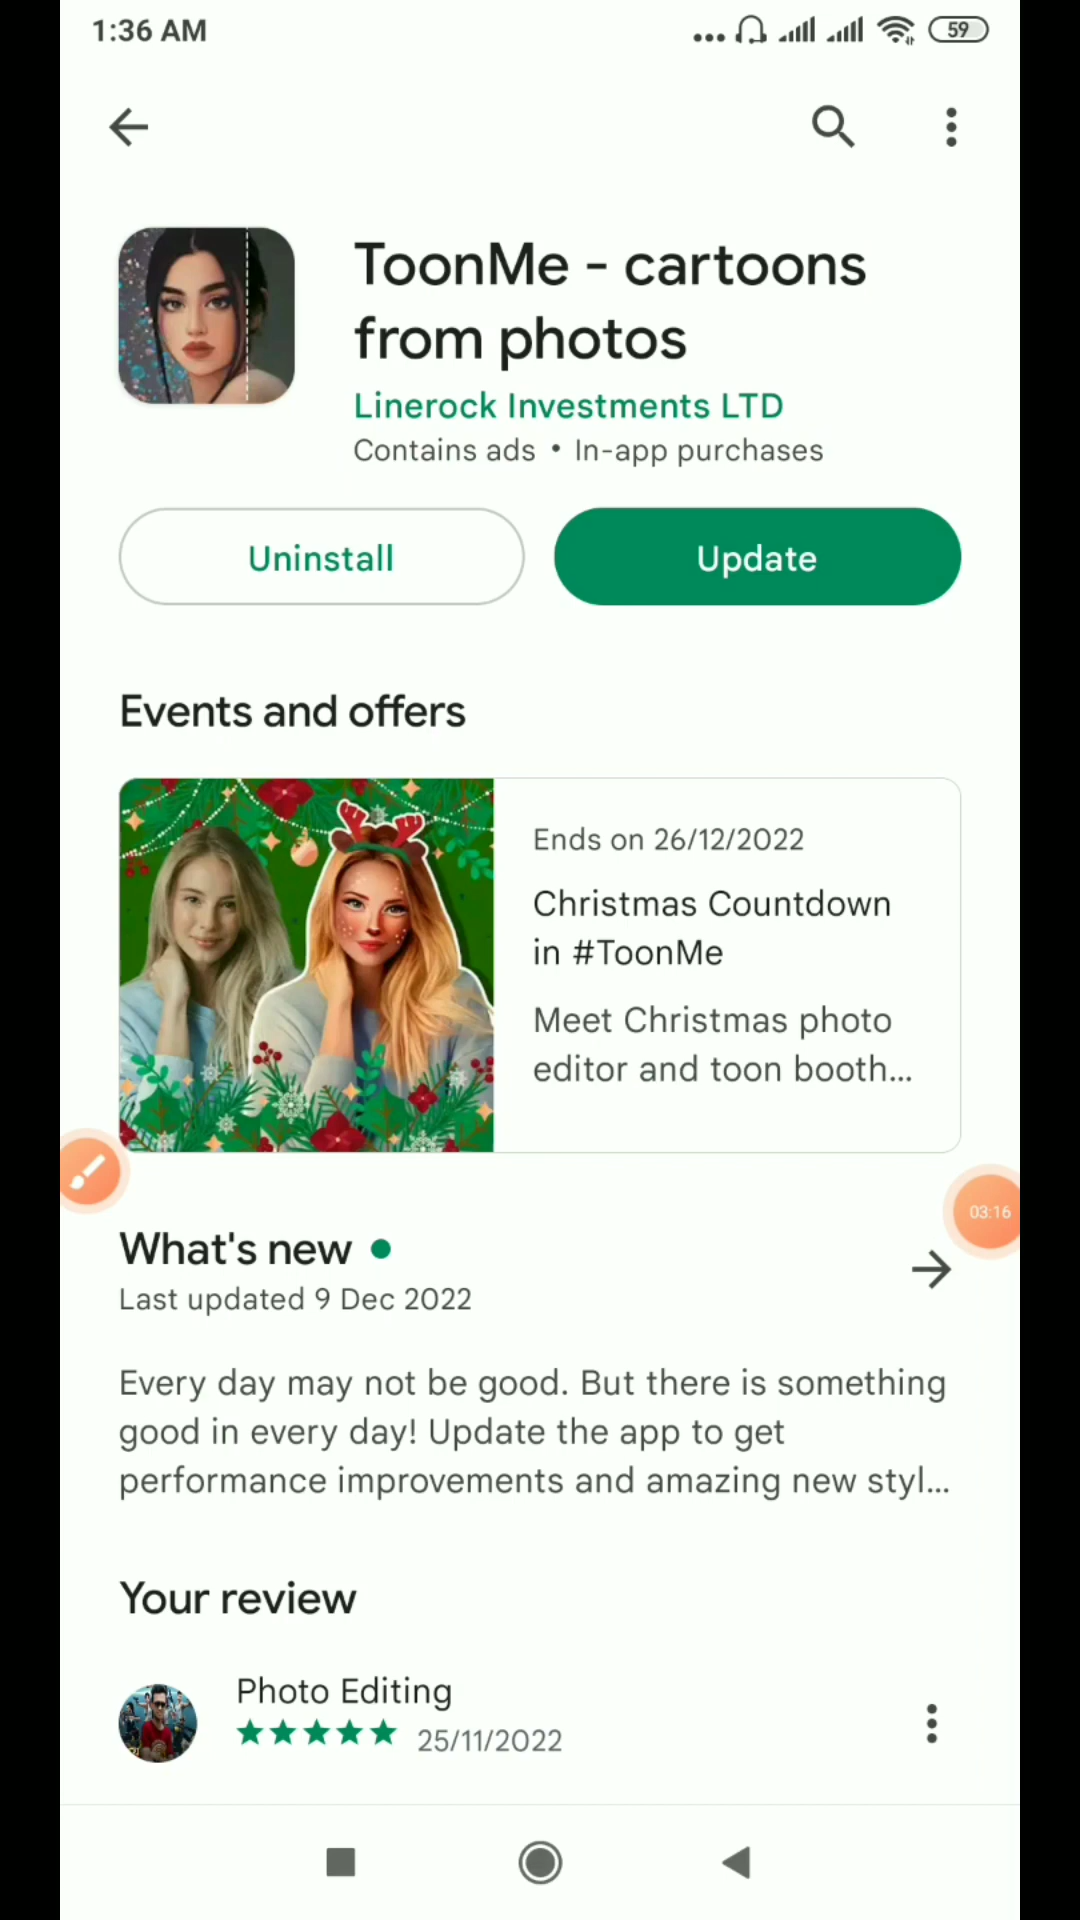 1:36 AM
59
ToonMe - cartoons
from photos
Linerock Investments LTD
Contains ads • In-app purchases
Uninstall
Update
Events and offers
Ends on 26/12/2022
Christmas Countdown
in #ToonMe
Meet Christmas photo
editor and toon booth...
03:16
What's new
Last updated 9 Dec 2022
Every day may not be good. But there is something
good in every day! Update the app to get
performance improvements and amazing new styl...
Your review
Photo Editing
25/11/2022